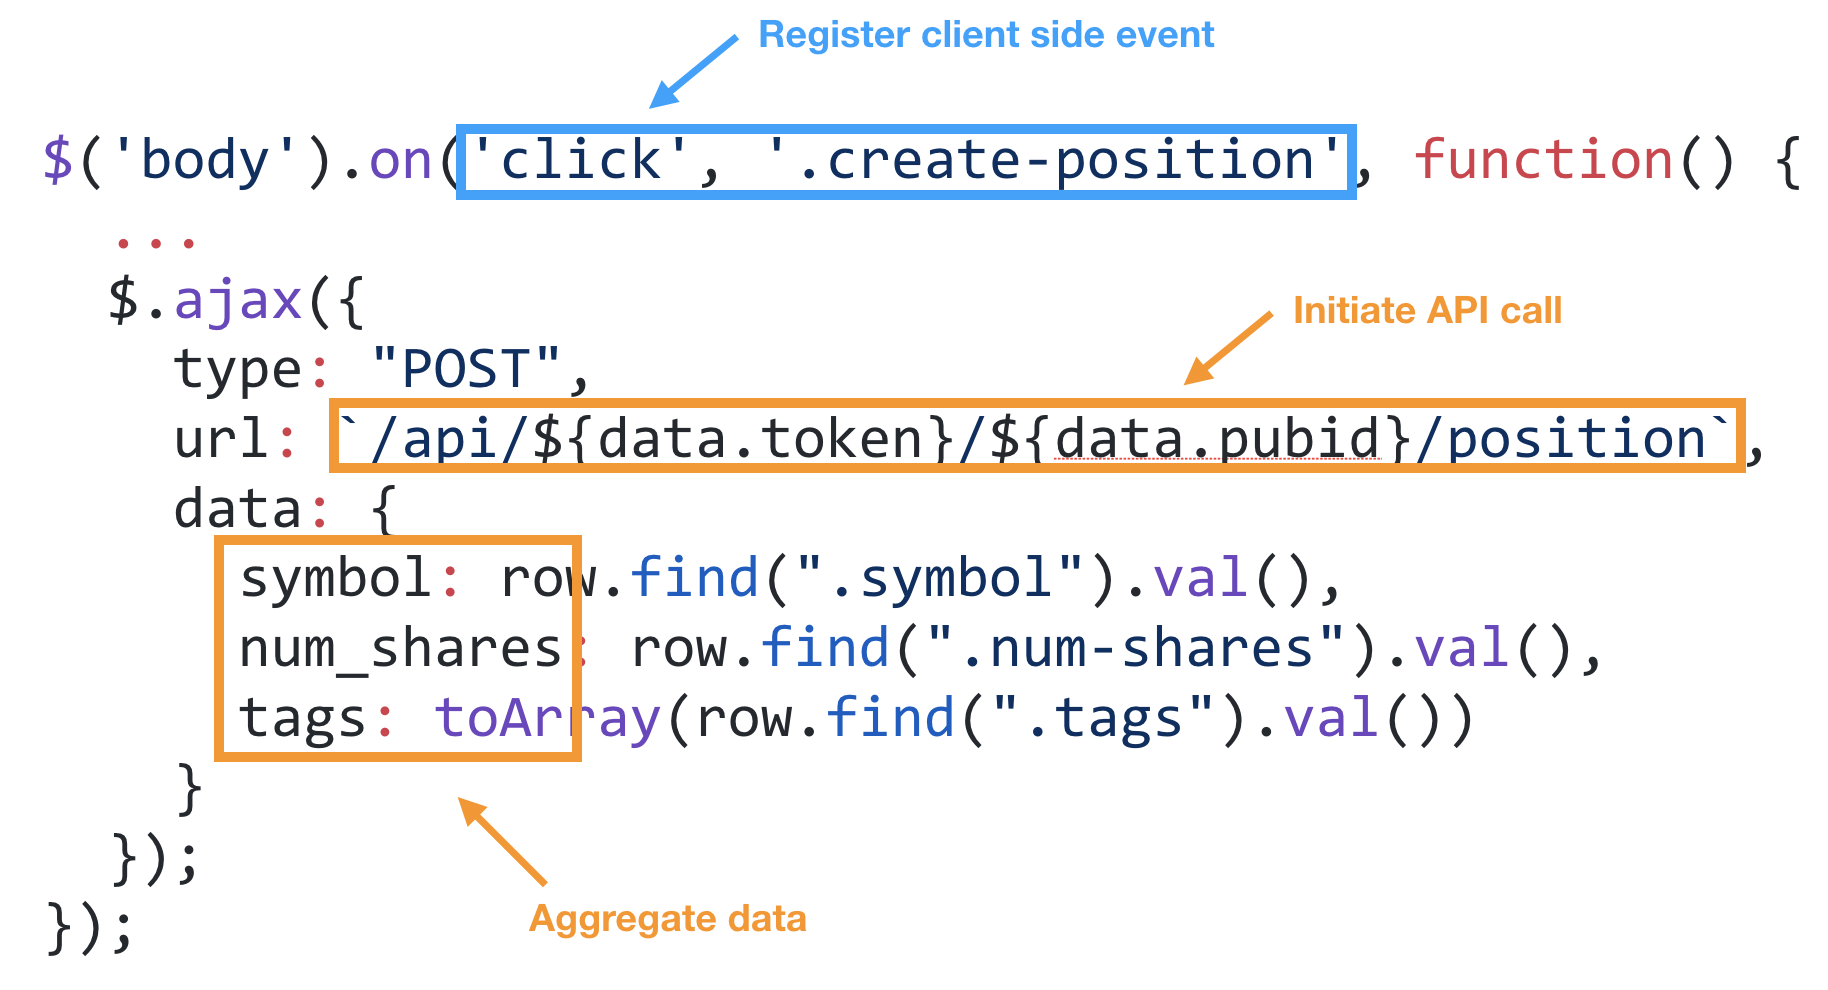 Register client side event
$('body').on('click', '.create-position', function() {
...
$.ajax({
Initiate API call
type: "POST",
url: `/api/${data.token}/${data.pubid}/position`,
data: {
symbol: row.find(".symbol").val(),
num_shares: row.find(".num-shares").val(),
tags: toArray(row.find(".tags").val())
}
});
Aggregate data
});